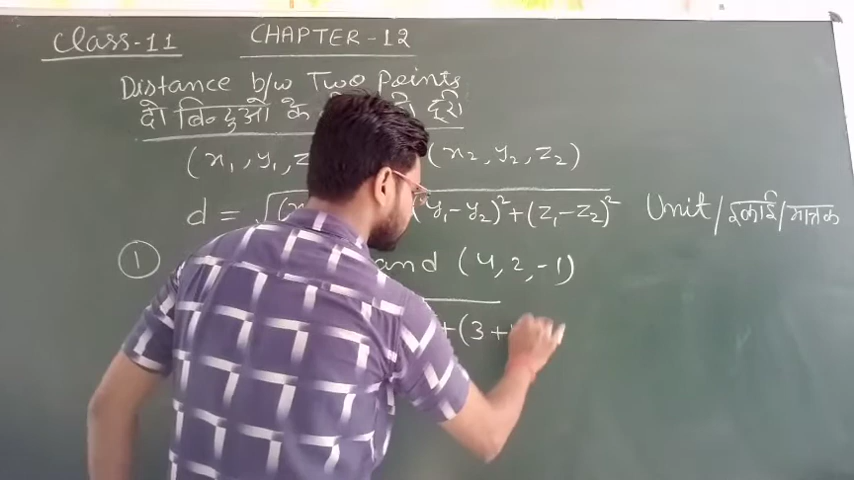 Class-11 CHAPTER-12
Distance b/w Two Points
दो बिन्दुओ के दूरी
(x₁, y₁, z (x₂, y₂, z₂)
d = √(x y₁-y₂)²+(z₁-z₂)² Unit/इकाई/मात्रक
① and (4, 2, -1)
+(3+